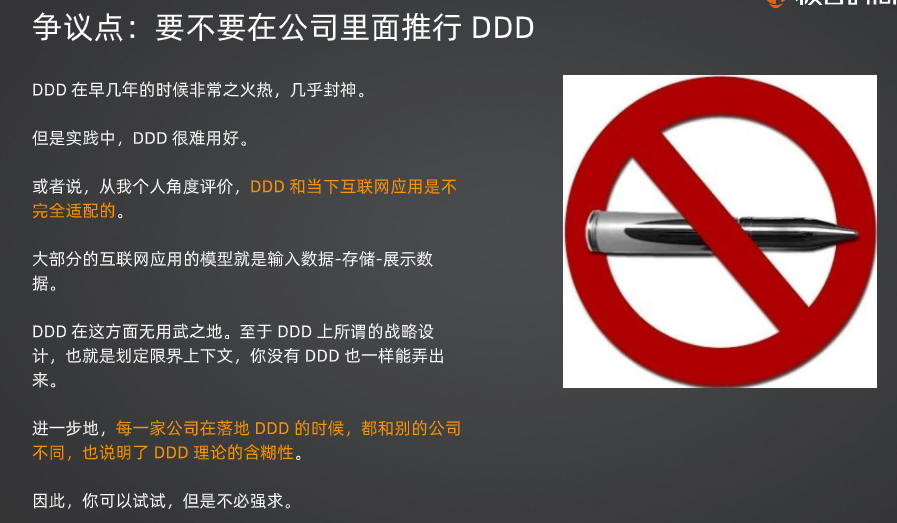 争议点：要不要在公司里面推行 DDD
DDD 在早几年的时候非常之火热，几乎封神。
但是实践中，DDD 很难用好。
或者说，从我个人角度评价，DDD 和当下互联网应用是不
完全适配的。
大部分的互联网应用的模型就是输入数据-存储-展示数
据。
DDD 在这方面无用武之地。至于 DDD 上所谓的战略设
计，也就是划定限界上下文，你没有 DDD 也一样能弄出
来。
进一步地，每一家公司在落地 DDD 的时候，都和别的公司
不同，也说明了 DDD 理论的含糊性。
因此，你可以试试，但是不必强求。